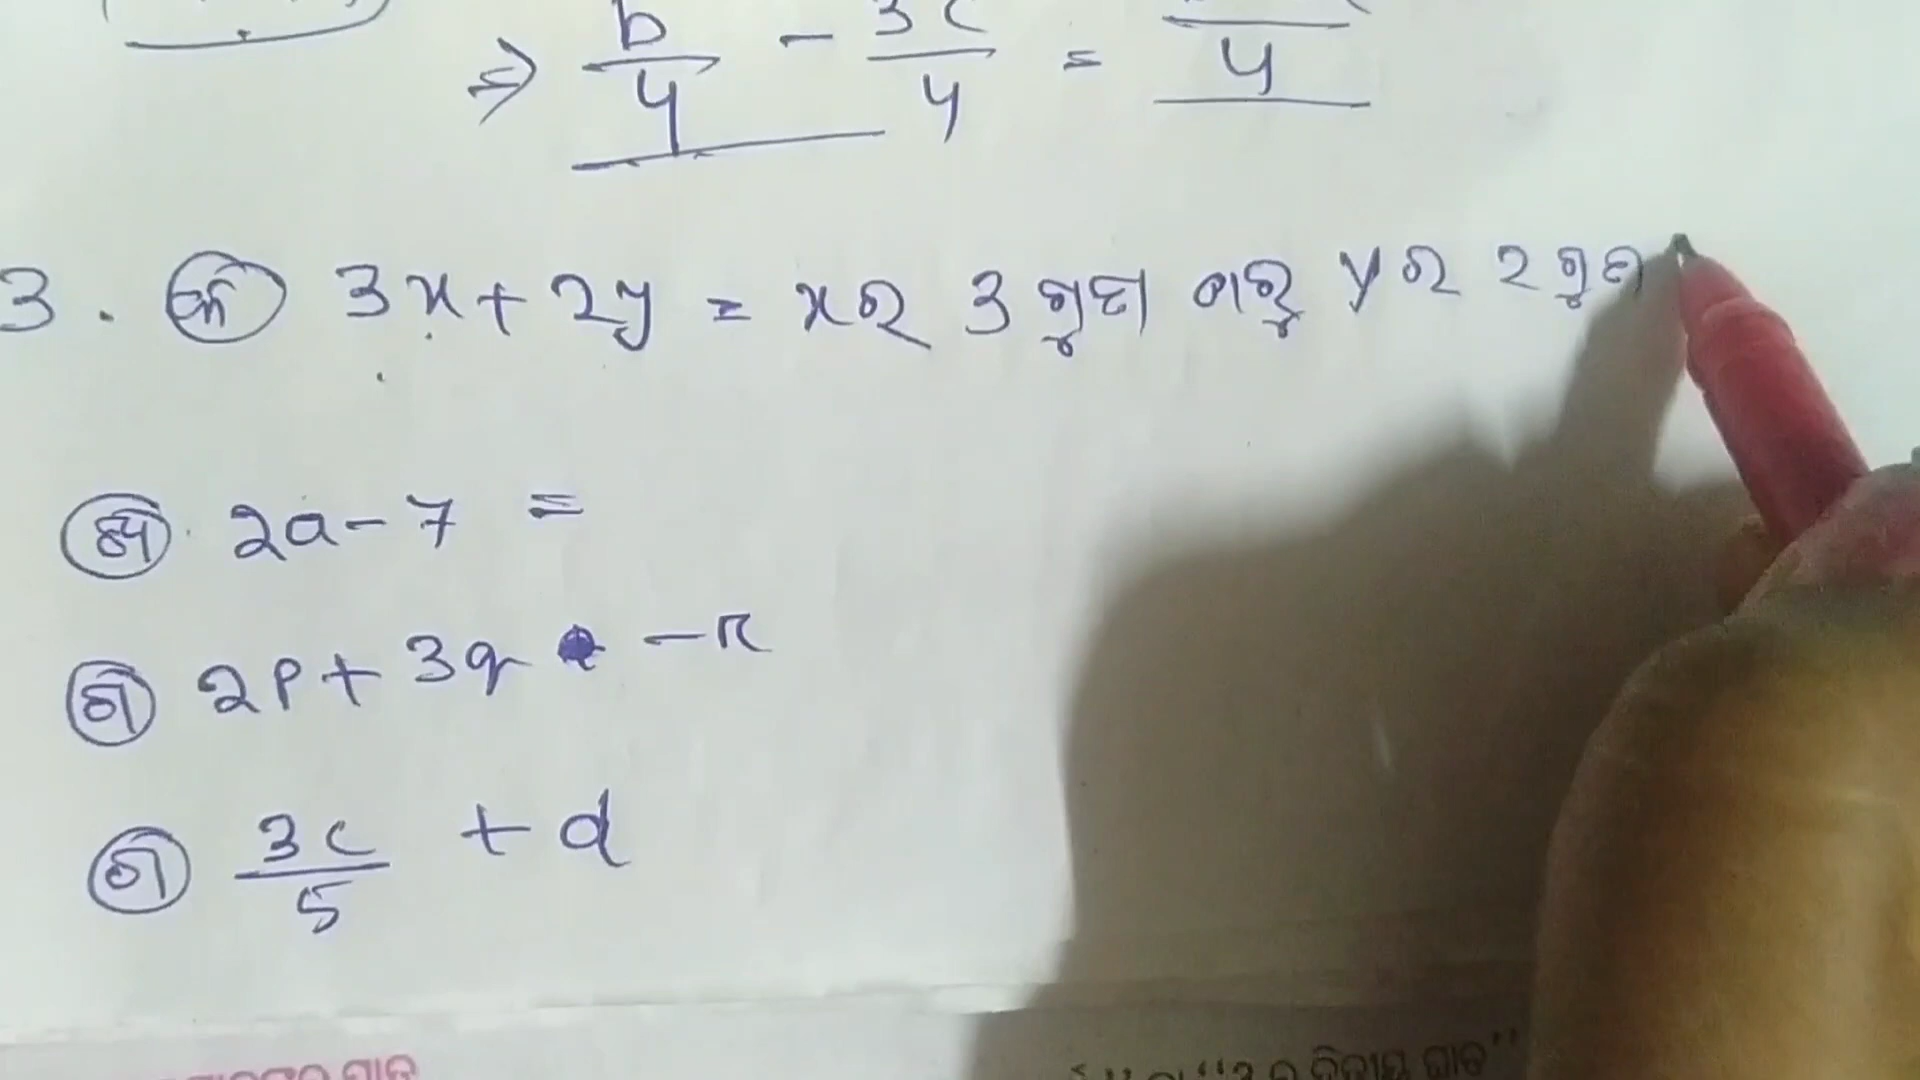 ⇒ b/4 - 3c/4 = /4
3. କ 3x + 2y = xର 3 ଗୁଣ ଠାରୁ yର 2 ଗୁଣ
ଖ 2a - 7 =
ଗ 2p + 3q - r
ଗ 3c/5 + d
ର ଦ୍ବିତୀୟ ଘାତ”